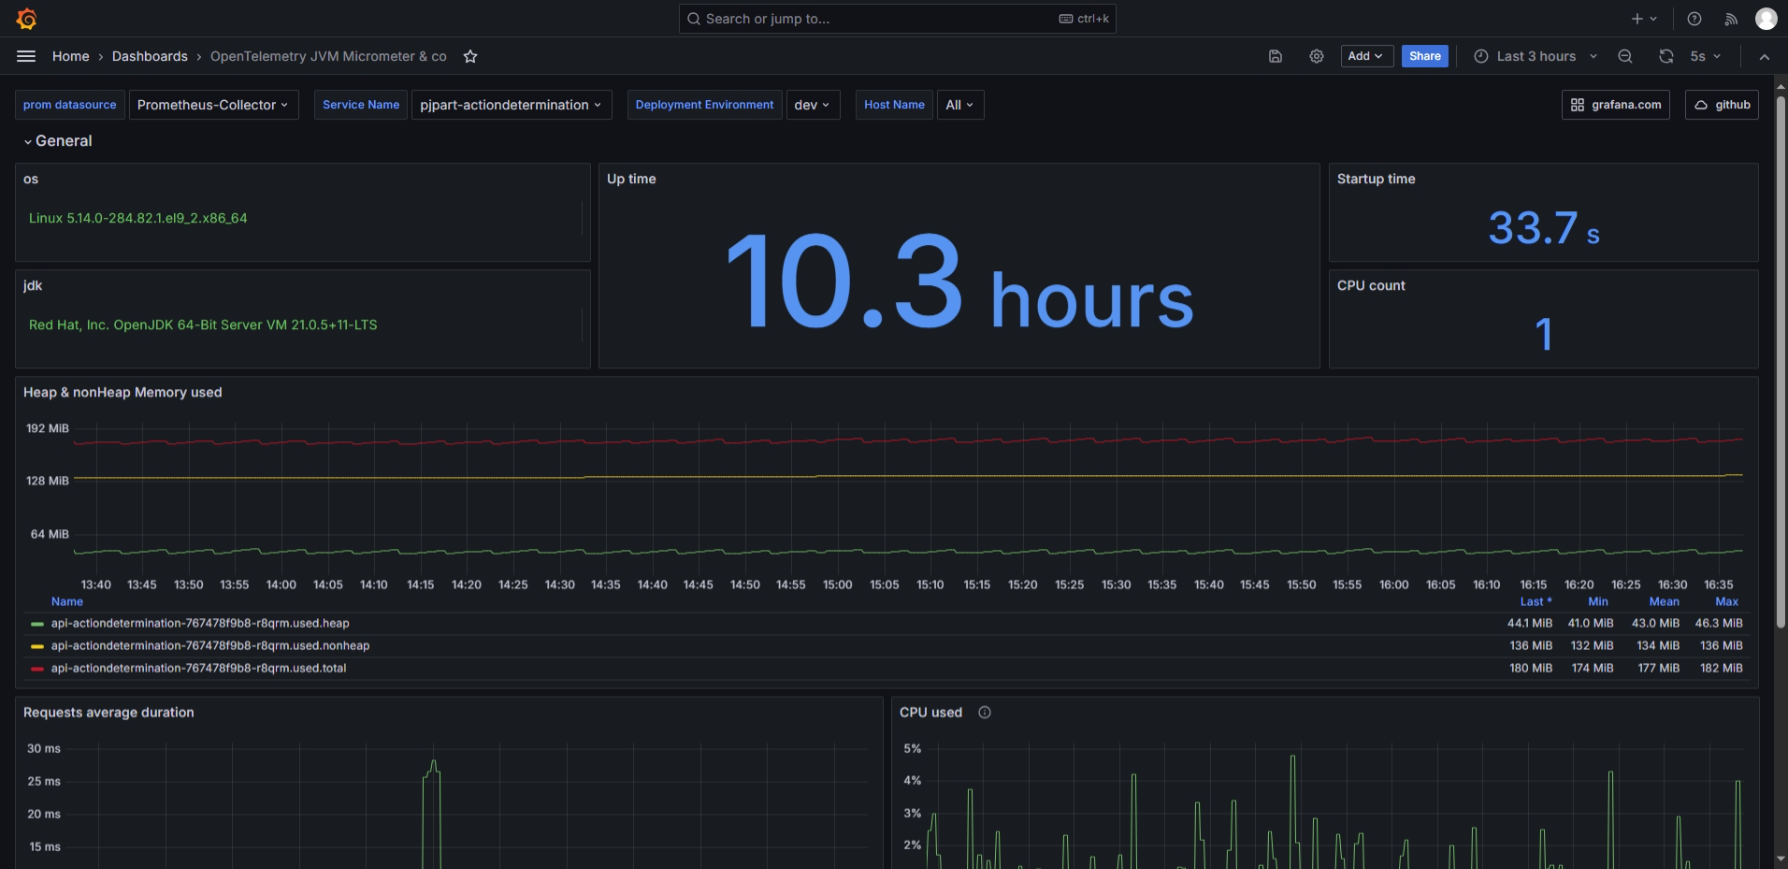 Search or jump to...
ctrl+k
Home › Dashboards › OpenTelemetry JVM Micrometer & co
Add
Share
Last 3 hours
5s
prom datasource
Prometheus-Collector
Service Name
pjpart-actiondetermination
Deployment Environment
dev
Host Name
All
grafana.com
github
General
os
Linux 5.14.0-284.82.1.el9_2.x86_64
jdk
Red Hat, Inc. OpenJDK 64-Bit Server VM 21.0.5+11-LTS
Up time
10.3 hours
Startup time
33.7 s
CPU count
1
Heap & nonHeap Memory used
192 MiB
128 MiB
64 MiB
13:40 13:45 13:50 13:55 14:00 14:05 14:10 14:15 14:20 14:25 14:30 14:35 14:40 14:45 14:50 14:55 15:00 15:05 15:10 15:15 15:20 15:25 15:30 15:35 15:40 15:45 15:50 15:55 16:00 16:05 16:10 16:15 16:20 16:25 16:30 16:35
Name Last * Min Mean Max
api-actiondetermination-767478f9b8-r8qrm.used.heap 44.1 MiB 41.0 MiB 43.0 MiB 46.3 MiB
api-actiondetermination-767478f9b8-r8qrm.used.nonheap 136 MiB 132 MiB 134 MiB 136 MiB
api-actiondetermination-767478f9b8-r8qrm.used.total 180 MiB 174 MiB 177 MiB 182 MiB
Requests average duration
30 ms
25 ms
20 ms
15 ms
CPU used
5%
4%
3%
2%